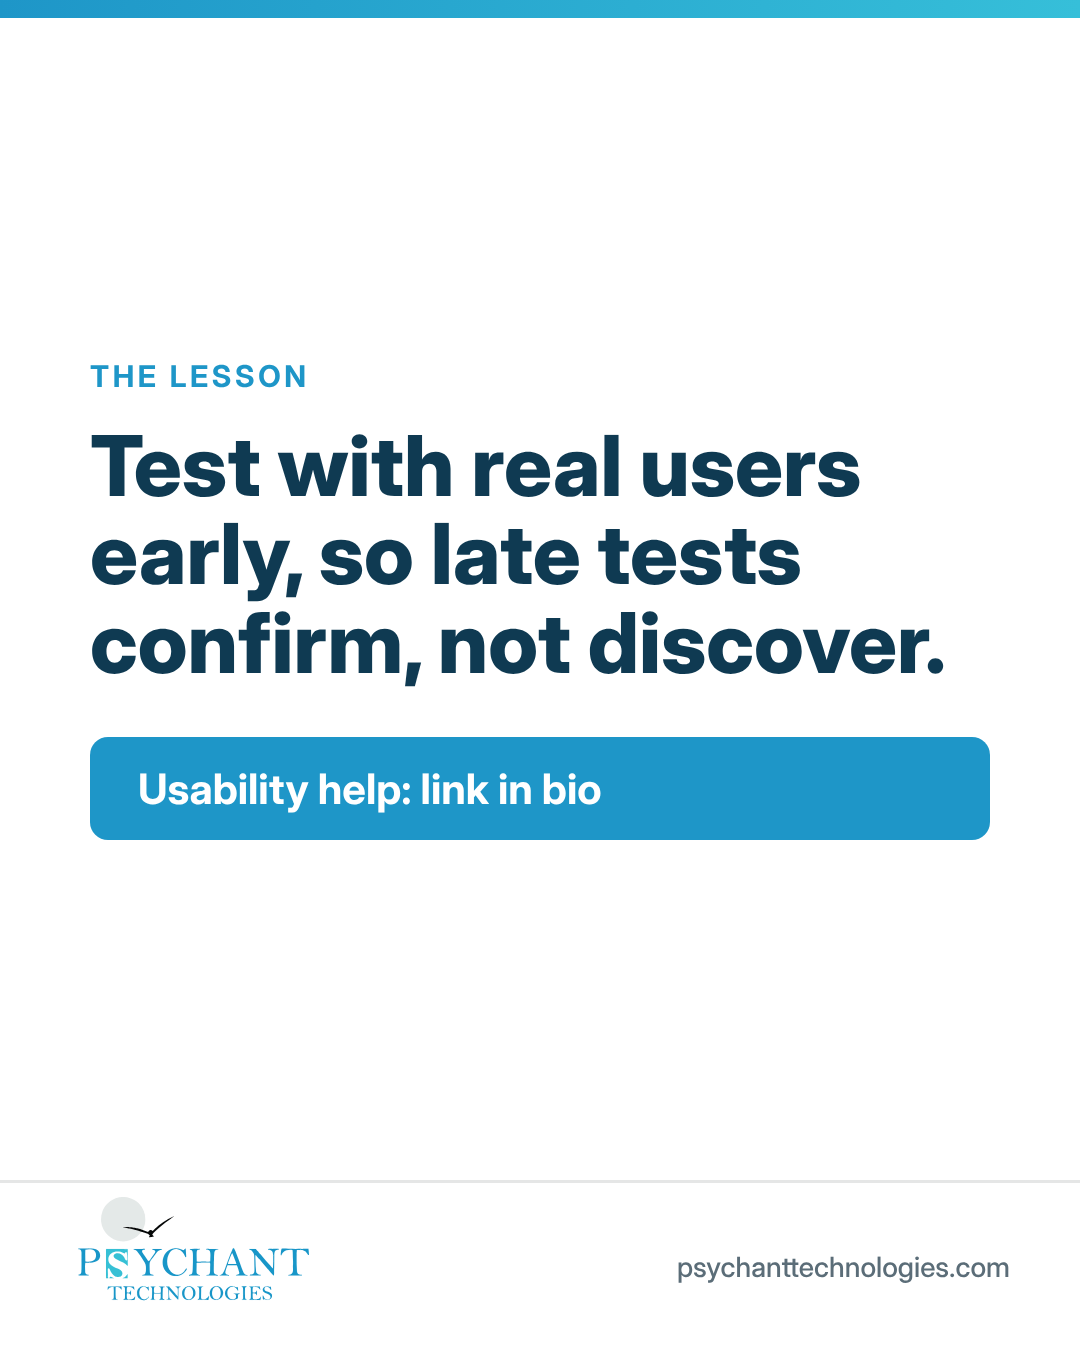 THE LESSON
Test with real users
early, so late tests
confirm, not discover.
Usability help: link in bio
PSYCHANT
TECHNOLOGIES
psychanttechnologies.com